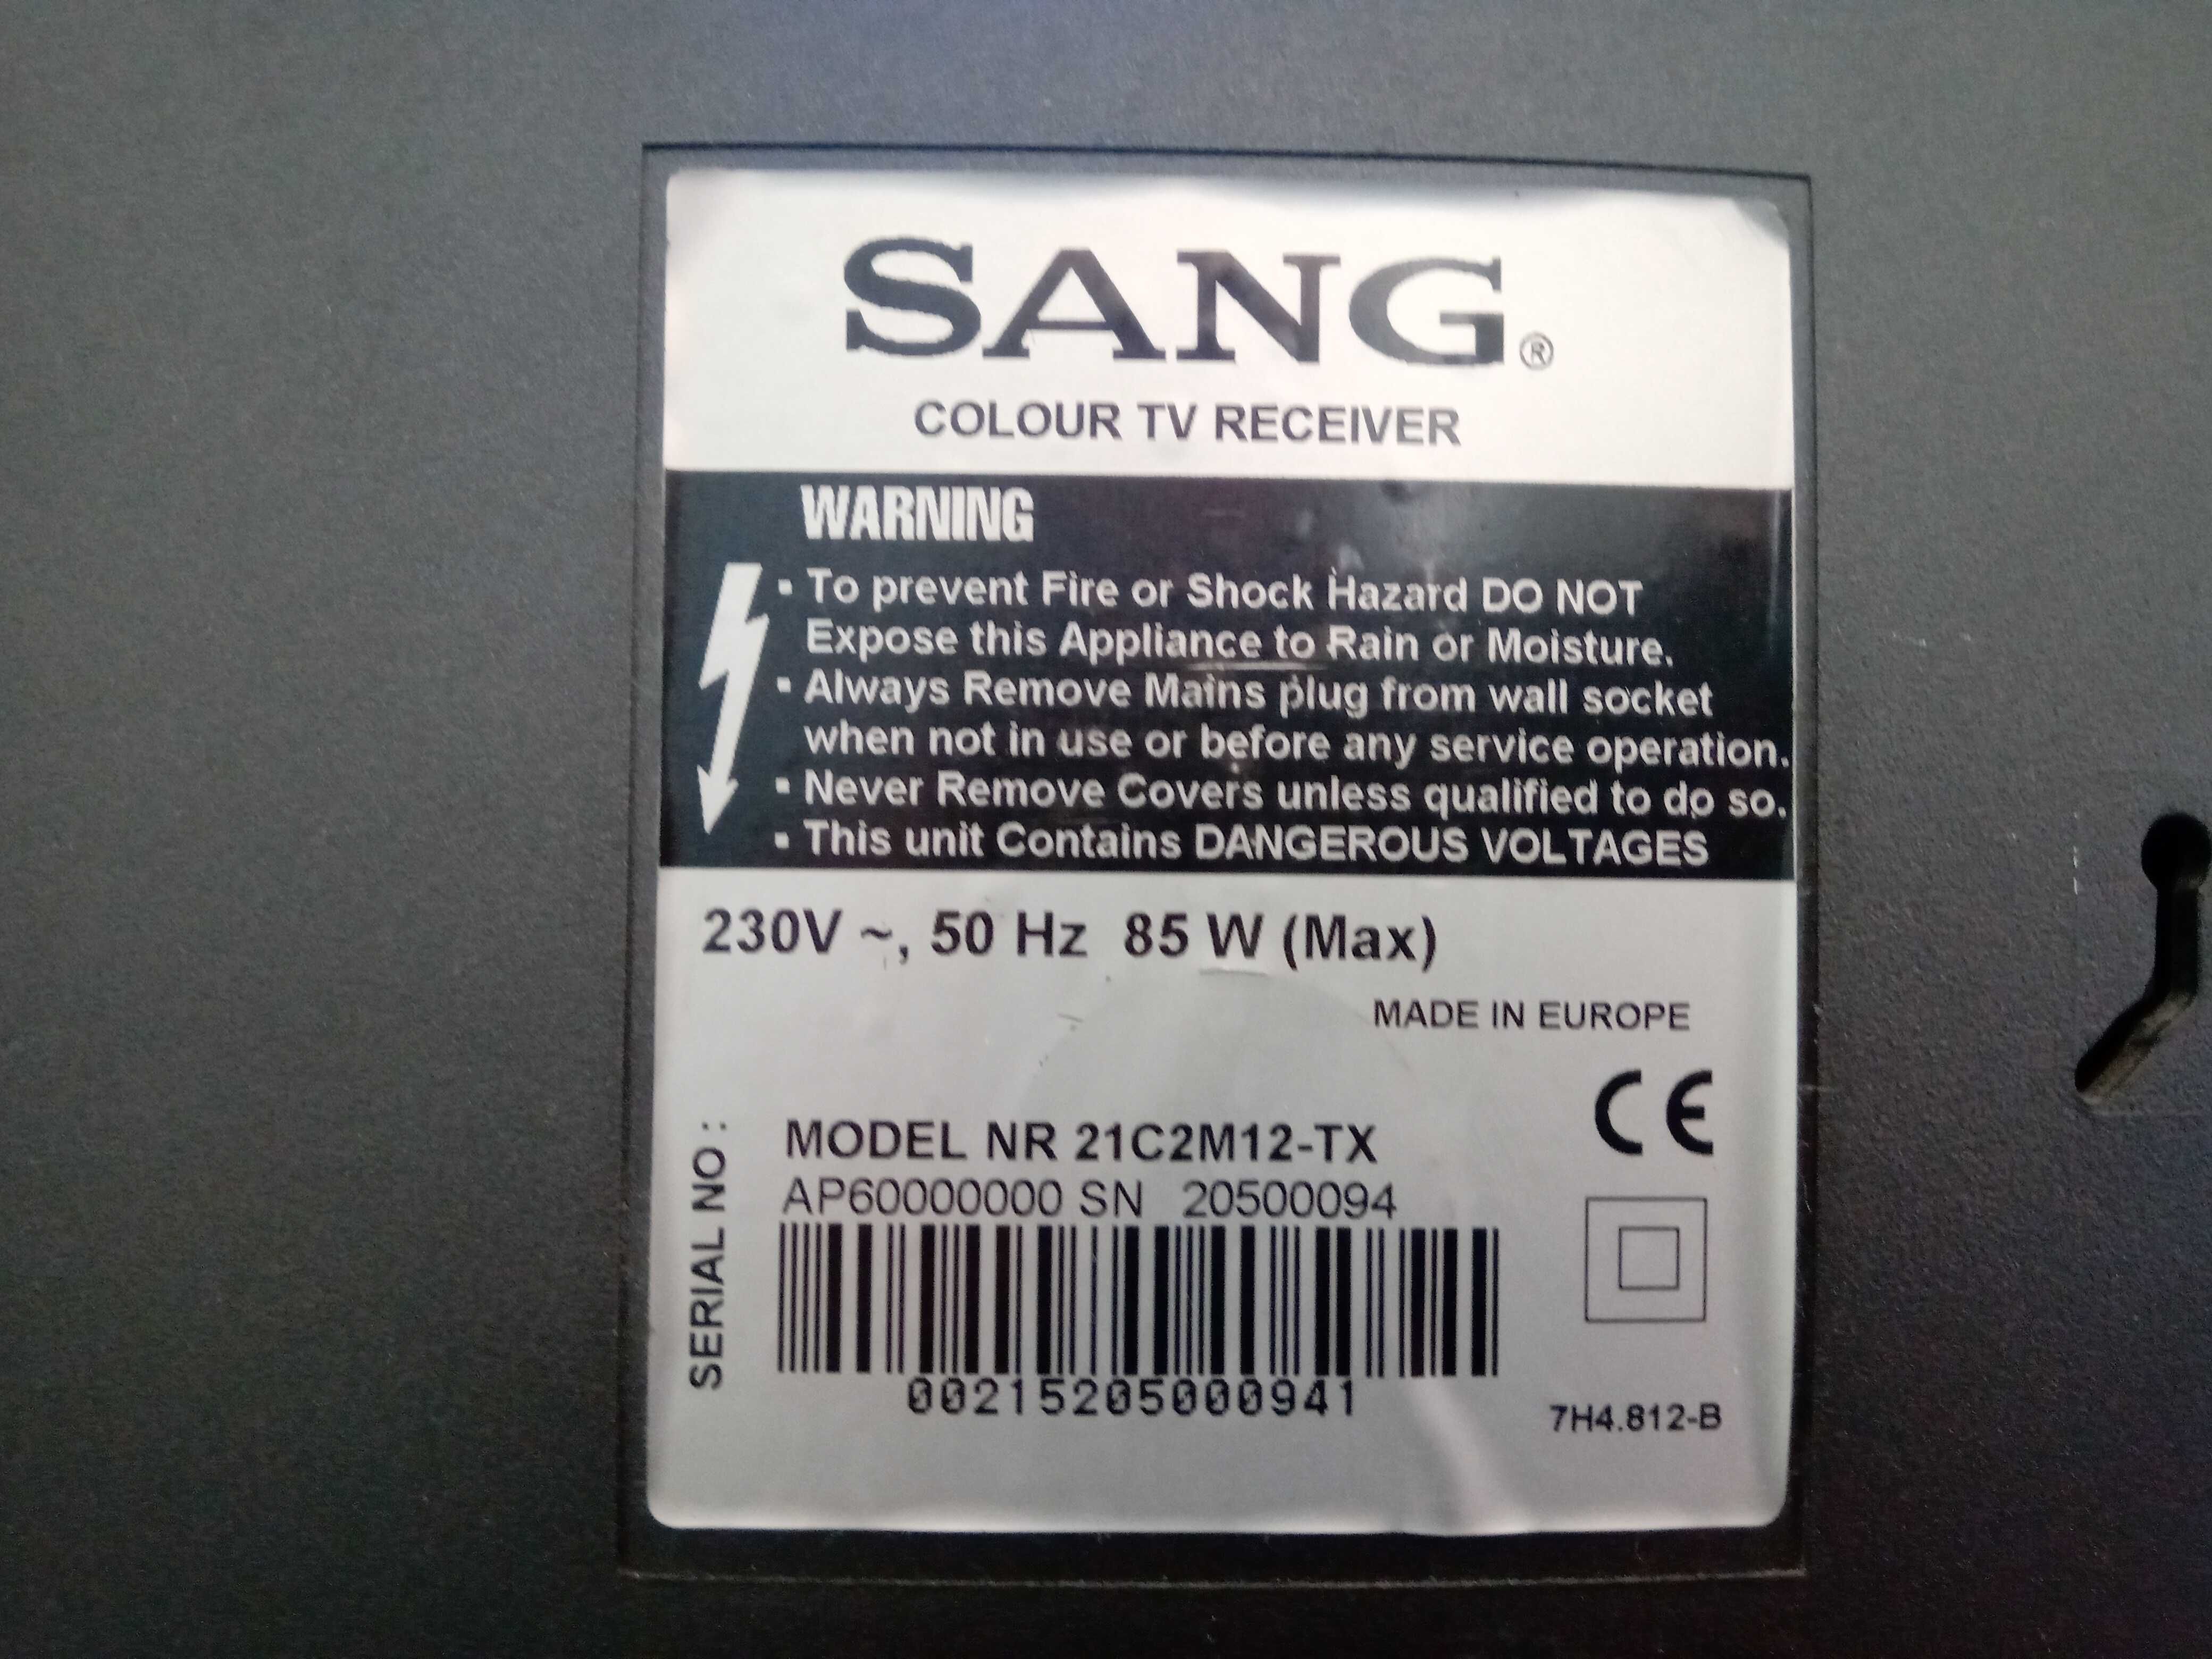 SANG®
COLOUR TV RECEIVER
WARNING
▪ To prevent Fire or Shock Hazard DO NOT
Expose this Appliance to Rain or Moisture.
▪ Always Remove Mains plug from wall socket
when not in use or before any service operation.
▪ Never Remove Covers unless qualified to do so.
▪ This unit Contains DANGEROUS VOLTAGES
230V ~, 50 Hz 85 W (Max)
MADE IN EUROPE
CE
SERIAL NO :
MODEL NR 21C2M12-TX
AP60000000 SN 20500094
00215205000941
7H4.812-B